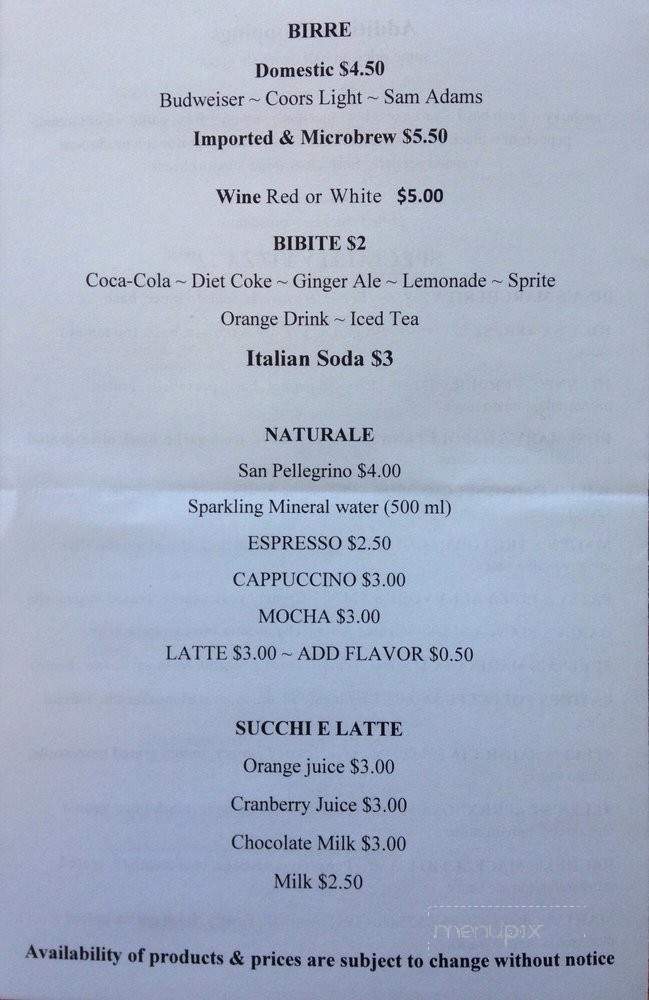 BIRRE
Domestic $4.50
Budweiser ~ Coors Light ~ Sam Adams
Imported & Microbrew $5.50
Wine Red or White $5.00
BIBITE $2
Coca-Cola ~ Diet Coke ~ Ginger Ale ~ Lemonade ~ Sprite
Orange Drink ~ Iced Tea
Italian Soda $3
NATURALE
San Pellegrino $4.00
Sparkling Mineral water (500 ml)
ESPRESSO $2.50
CAPPUCCINO $3.00
MOCHA $3.00
LATTE $3.00 ~ ADD FLAVOR $0.50
SUCCHI E LATTE
Orange juice $3.00
Cranberry Juice $3.00
Chocolate Milk $3.00
Milk $2.50
menupix
Availability of products & prices are subject to change without notice